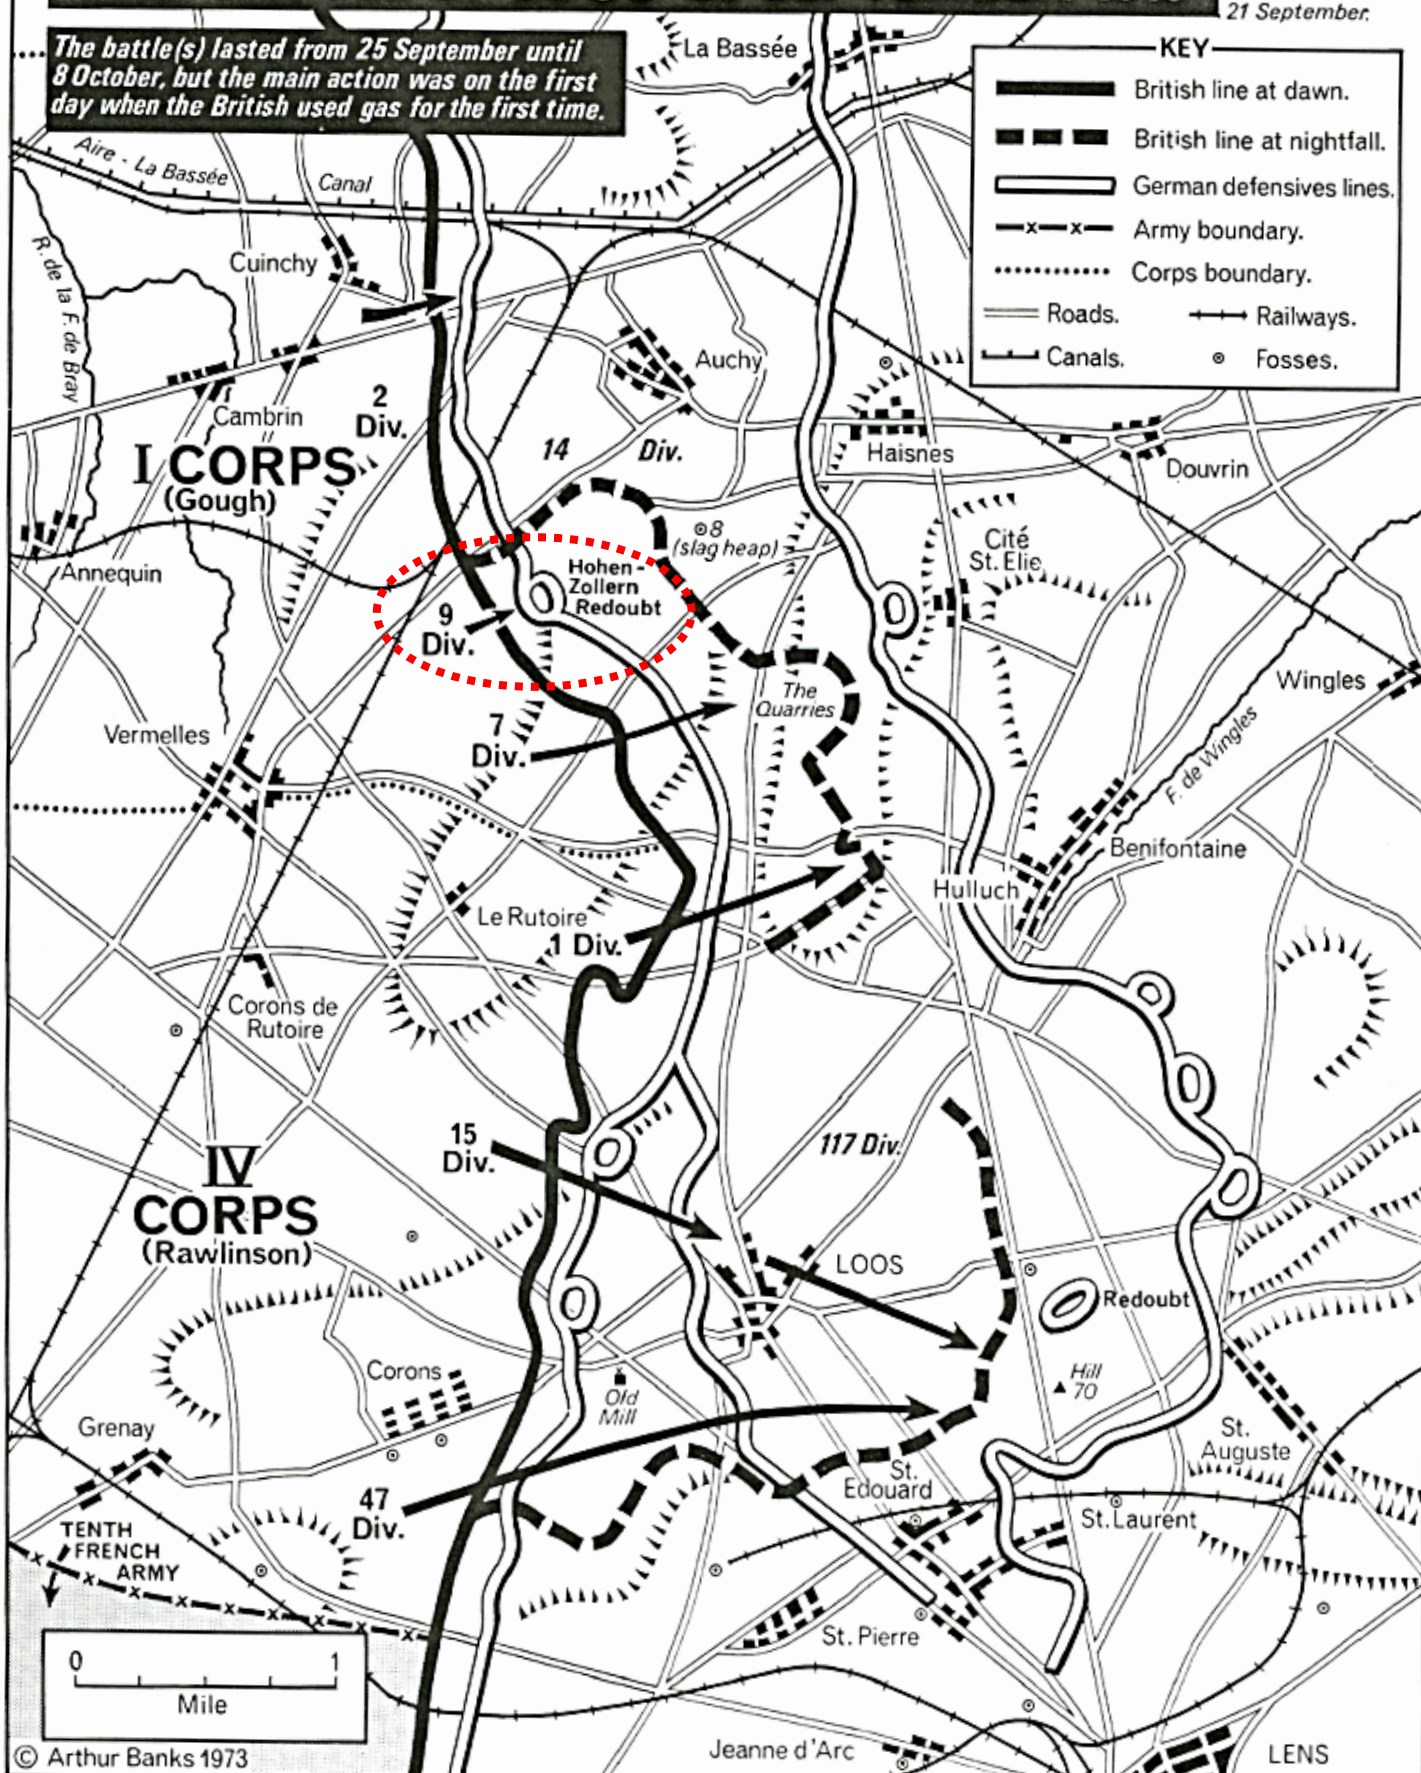 21 September.
The battle(s) lasted from 25 September until
8 October, but the main action was on the first
day when the British used gas for the first time.
KEY
British line at dawn.
British line at nightfall.
German defensives lines.
Army boundary.
Corps boundary.
Roads.
Railways.
Canals.
Fosses.
La Bassée
Aire - La Bassée
Canal
R. de la F. de Bray
Cuinchy
Auchy
Cambrin
2
Div.
I CORPS
(Gough)
14 Div.
Haisnes
Douvrin
8
(slag heap)
Cité
St. Elie
Annequin
Hohen-
Zollern
Redoubt
9
Div.
Wingles
The
Quarries
7
Div.
Vermelles
F. de Wingles
Benifontaine
Hulluch
Le Rutoire
1 Div.
Corons de
Rutoire
15
Div.
117 Div.
IV
CORPS
(Rawlinson)
LOOS
Redoubt
Hill
70
Corons
Old
Mill
Grenay
St.
Auguste
St.
Edouard
47
Div.
St. Laurent
TENTH
FRENCH
ARMY
St. Pierre
0 1
Mile
© Arthur Banks 1973
Jeanne d'Arc
LENS